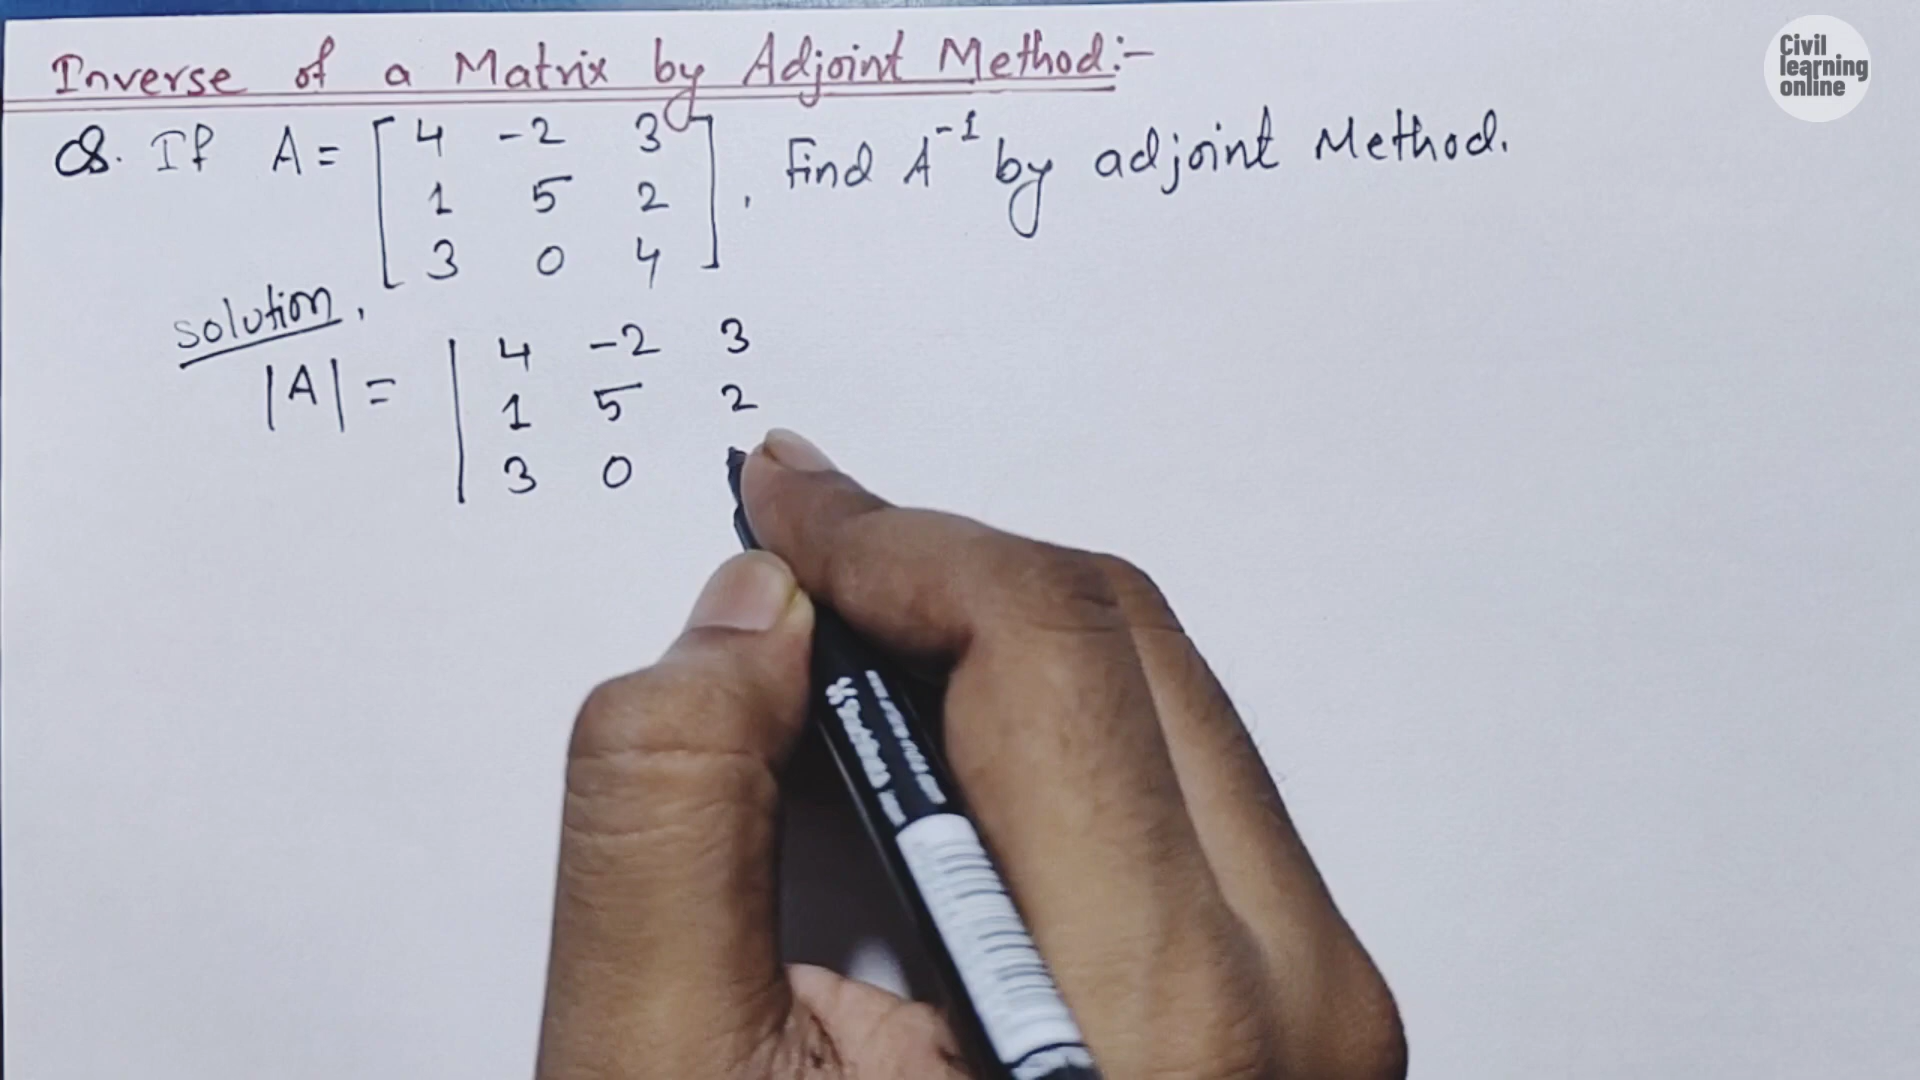 Inverse of a Matrix by Adjoint Method:-
Q. If A = [ 4 -2 3 ], find A⁻¹ by adjoint Method.
1 5 2
3 0 4
Solution,
|A| = | 4 -2 3
1 5 2
3 0
Civil
learning
online